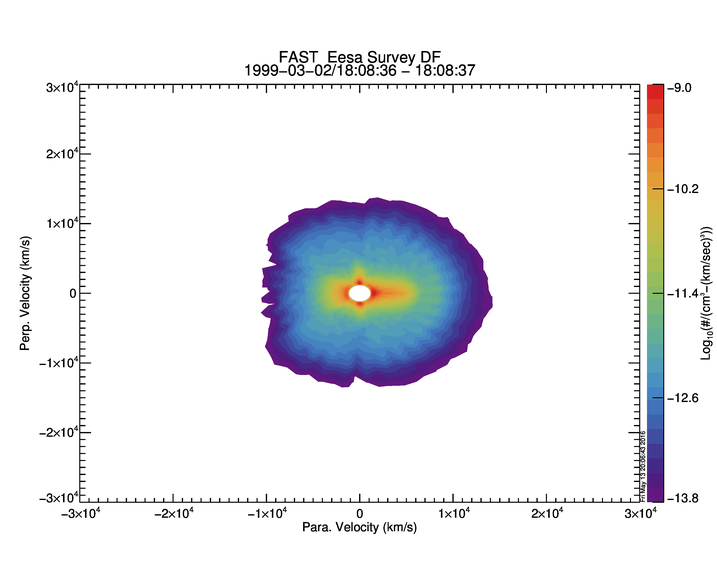 FAST Eesa Survey DF
1999-03-02/18:08:36 - 18:08:37
3×10⁴
2×10⁴
1×10⁴
0
-1×10⁴
-2×10⁴
-3×10⁴
Perp. Velocity (km/s)
-3×10⁴ -2×10⁴ -1×10⁴ 0 1×10⁴ 2×10⁴ 3×10⁴
Para. Velocity (km/s)
-9.0
-10.2
-11.4
-12.6
-13.8
Log₁₀(#/(cm³-(km/sec)³))